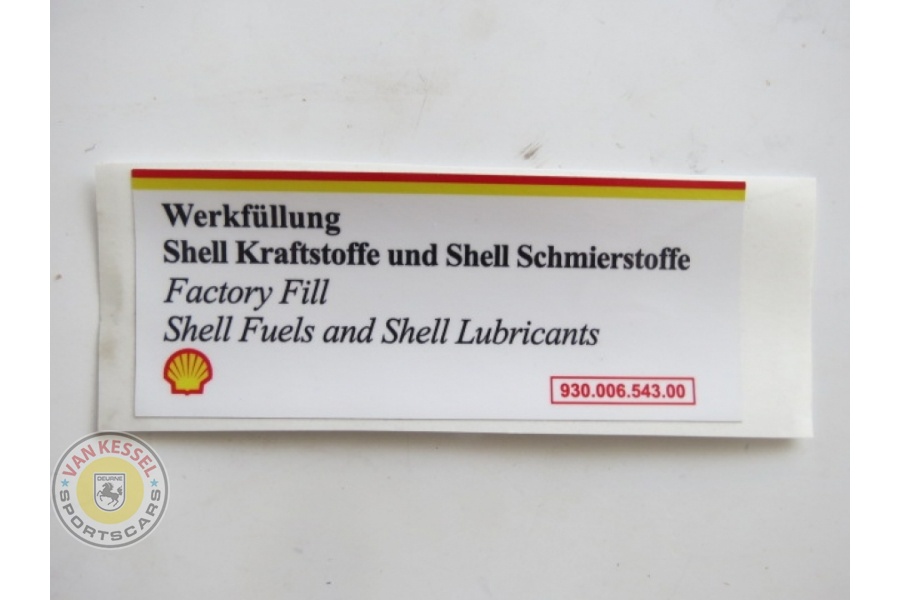 Werkfüllung
Shell Kraftstoffe und Shell Schmierstoffe
Factory Fill
Shell Fuels and Shell Lubricants
930.006.543.00
VAN KESSEL
DEURNE
SPORTSCARS